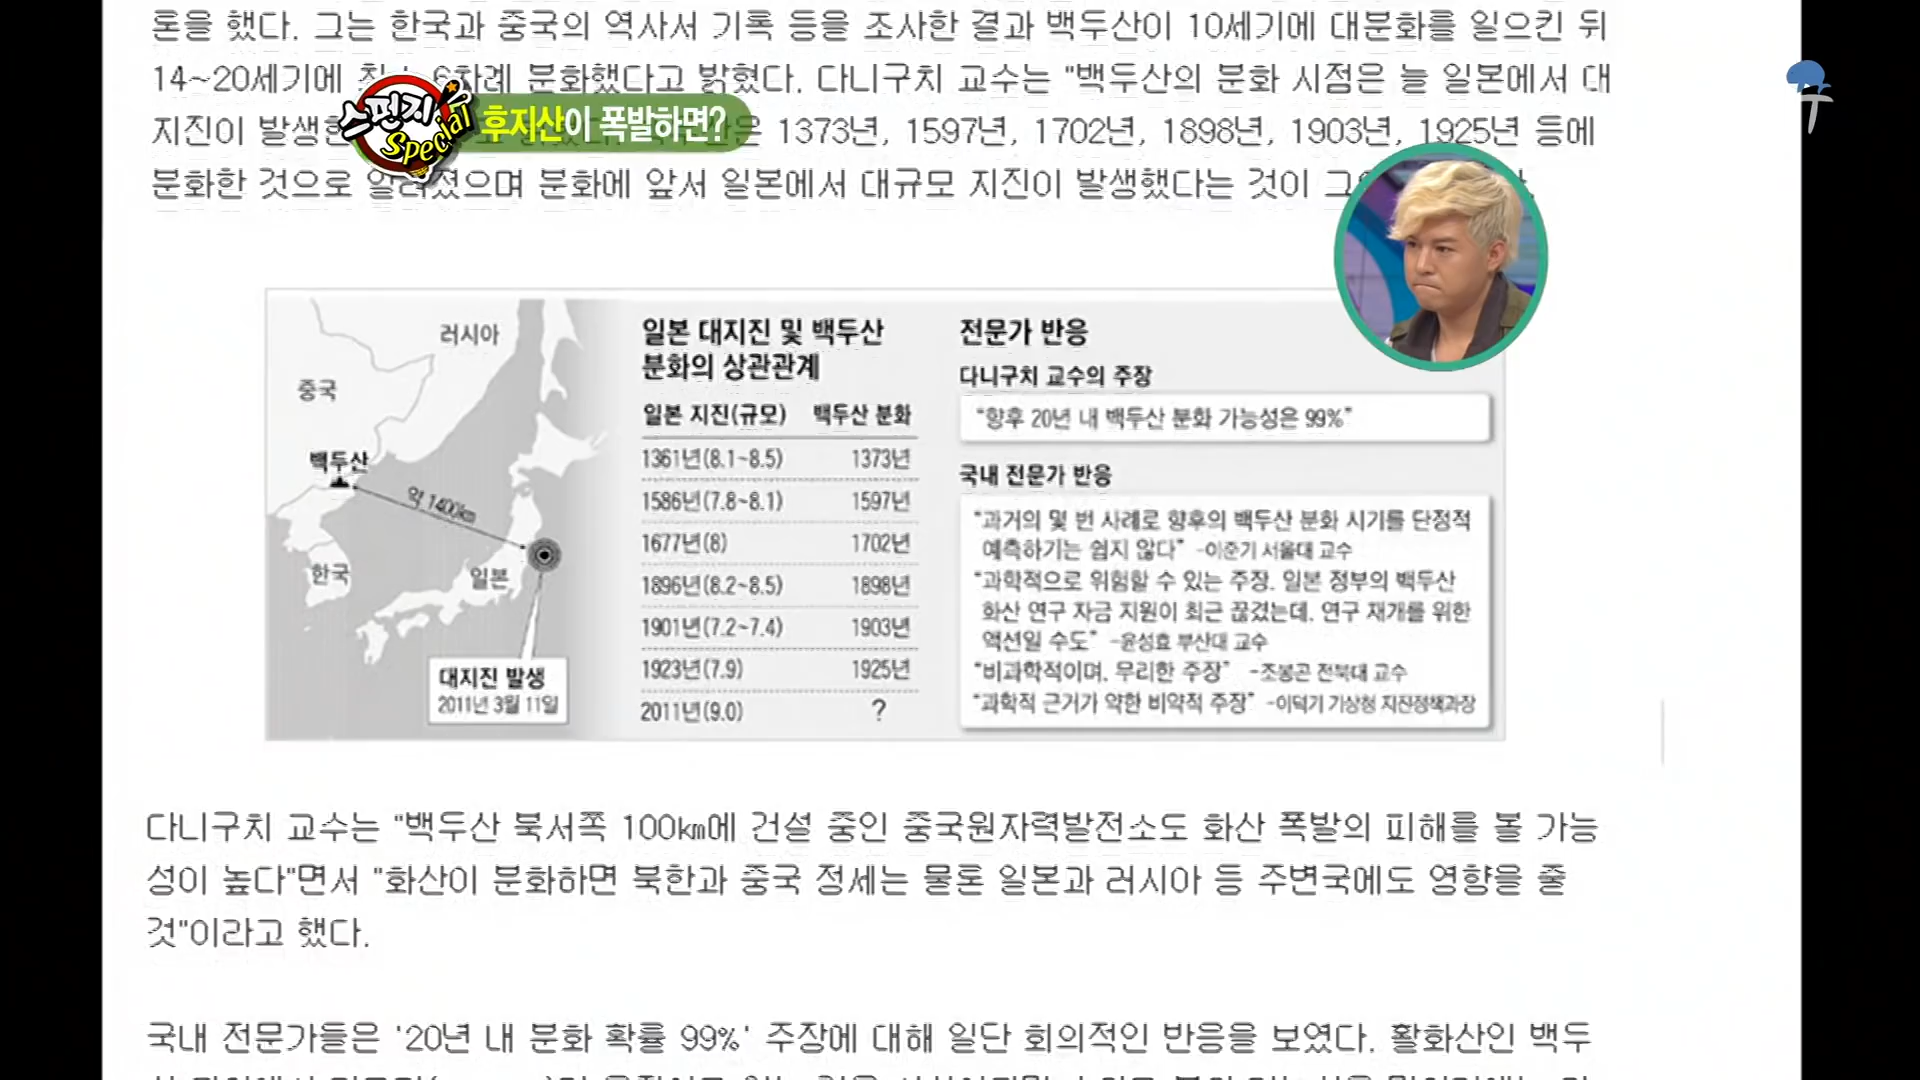 론을 했다. 그는 한국과 중국의 역사서 기록 등을 조사한 결과 백두산이 10세기에 대분화를 일으킨 뒤
14~20세기에 6차례 분화했다고 밝혔다. 다니구치 교수는 "백두산의 분화 시점은 늘 일본에서 대
지진이 발생한 은 1373년, 1597년, 1702년, 1898년, 1903년, 1925년 등에
분화한 것으로 알려졌으며 분화에 앞서 일본에서 대규모 지진이 발생했다는 것이
스펀지 Special
후지산이 폭발하면?
러시아
중국
백두산
약 1400km
한국
일본
대지진 발생
2011년 3월 11일
일본 대지진 및 백두산
분화의 상관관계
일본 지진(규모) 백두산 분화
1361년(8.1~8.5) 1373년
1586년(7.8~8.1) 1597년
1677년(8) 1702년
1896년(8.2~8.5) 1898년
1901년(7.2~7.4) 1903년
1923년(7.9) 1925년
2011년(9.0) ?
전문가 반응
다니구치 교수의 주장
"향후 20년 내 백두산 분화 가능성은 99%"
국내 전문가 반응
"과거의 몇 번 사례로 향후의 백두산 분화 시기를 단정적
예측하기는 쉽지 않다" -이준기 서울대 교수
"과학적으로 위험할 수 있는 주장. 일본 정부의 백두산
화산 연구 자금 지원이 최근 끊겼는데, 연구 재개를 위한
액션일 수도" -윤성효 부산대 교수
"비과학적이며, 무리한 주장" -조봉곤 전북대 교수
"과학적 근거가 약한 비약적 주장" -이덕기 기상청 지진정책과장
다니구치 교수는 "백두산 북서쪽 100㎞에 건설 중인 중국원자력발전소도 화산 폭발의 피해를 볼 가능
성이 높다"면서 "화산이 분화하면 북한과 중국 정세는 물론 일본과 러시아 등 주변국에도 영향을 줄
것"이라고 했다.
국내 전문가들은 '20년 내 분화 확률 99%' 주장에 대해 일단 회의적인 반응을 보였다. 활화산인 백두